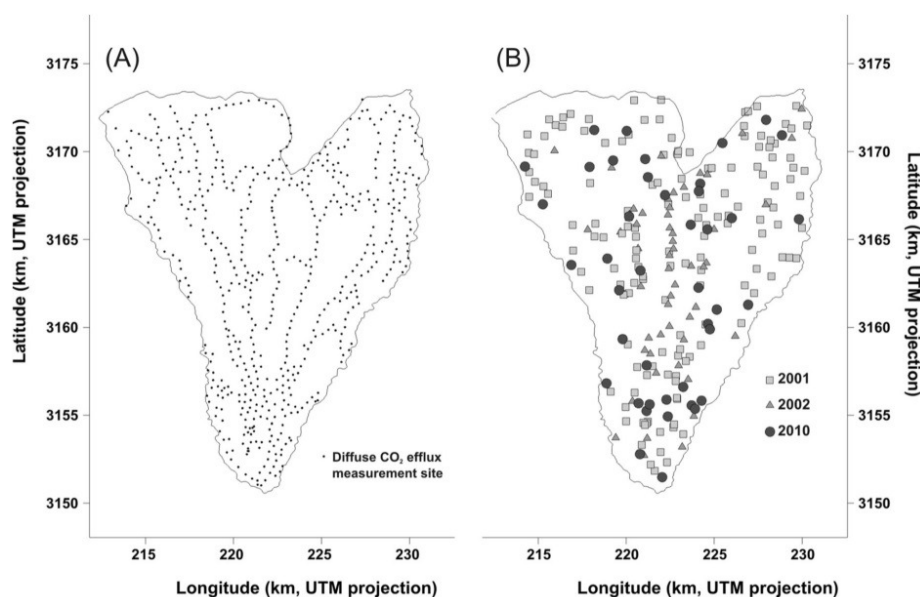 (A)
3175
3170
3165
3160
3155
3150
Latitude (km, UTM projection)
215
220
225
230
Longitude (km, UTM projection)
Diffuse CO₂ efflux
measurement site
(B)
2001
2002
2010
3175
3170
3165
3160
3155
3150
Latitude (km, UTM projection)
215
220
225
230
Longitude (km, UTM projection)